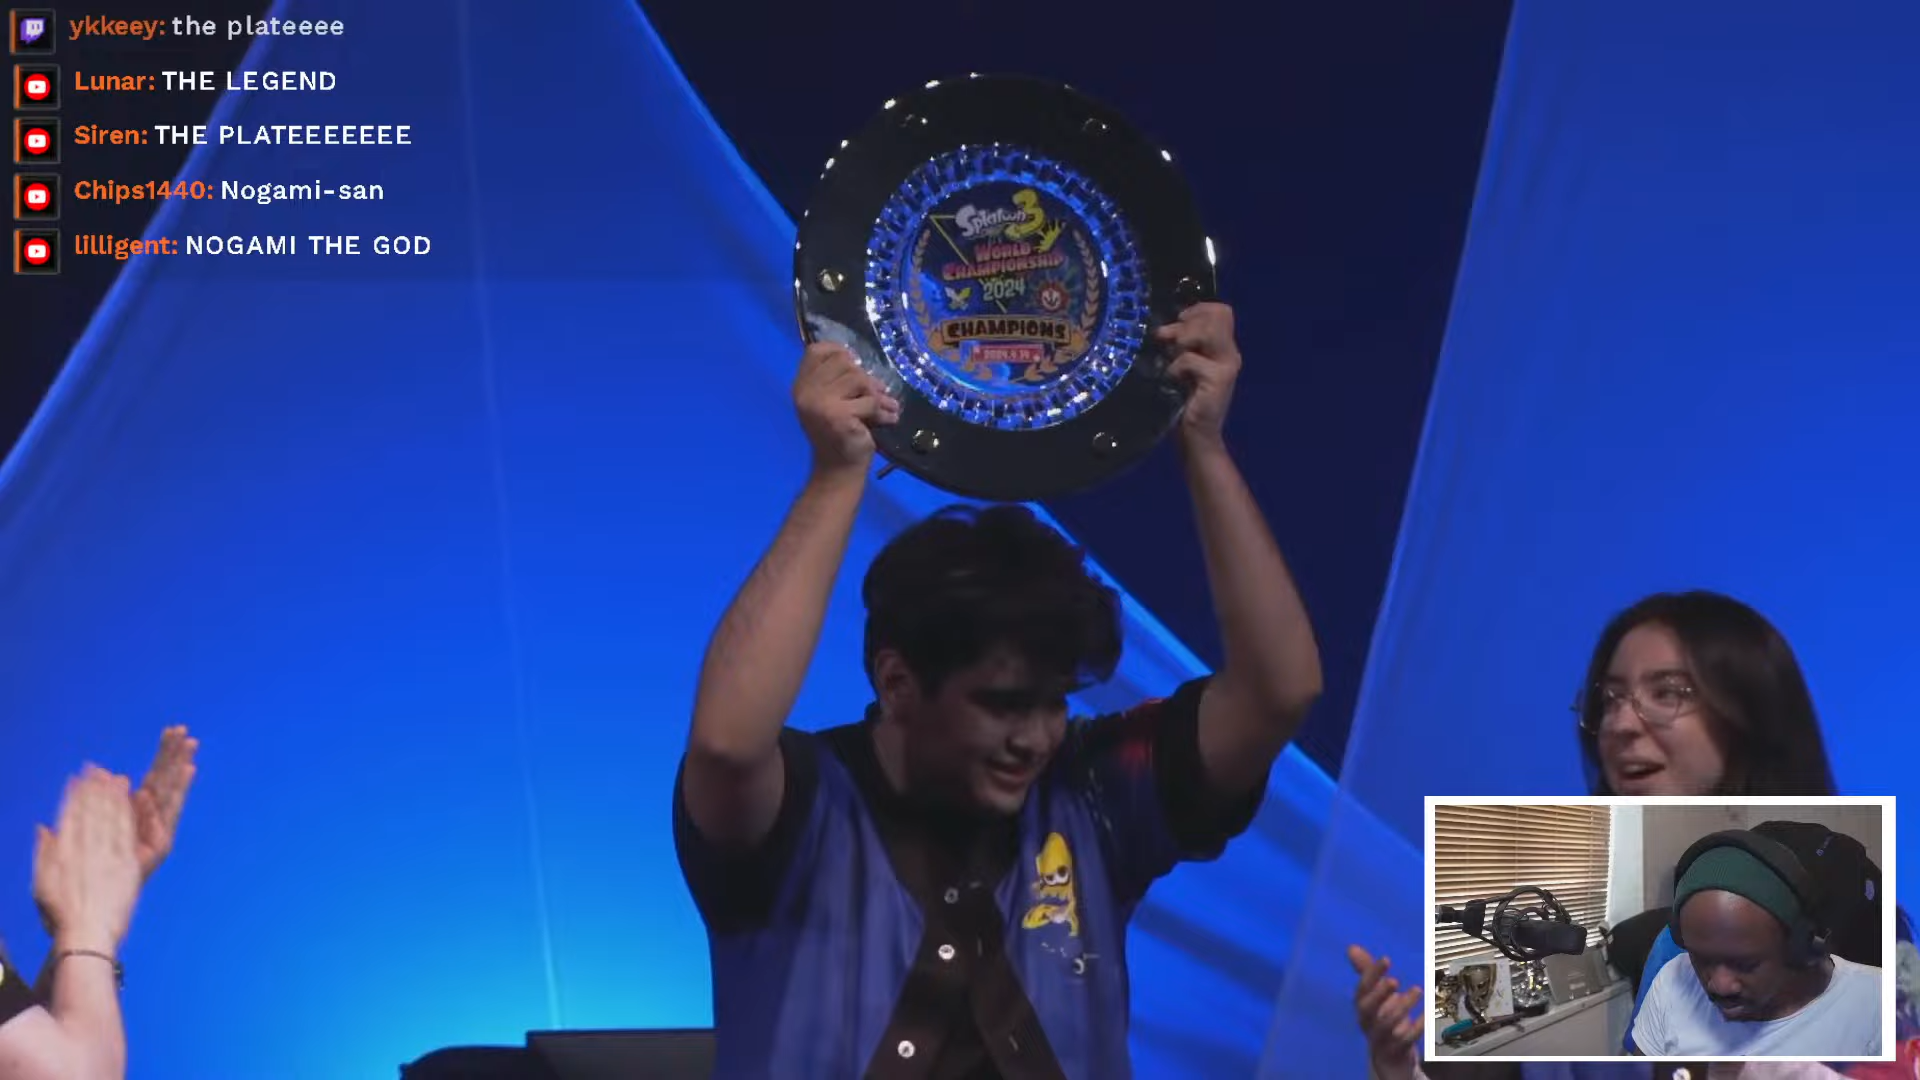 ykkeey: the plateeee
Lunar: THE LEGEND
Siren: THE PLATEEEEEEE
Chips1440: Nogami-san
lilligent: NOGAMI THE GOD
Splatoon 3
WORLD
CHAMPIONSHIP
2024
CHAMPIONS